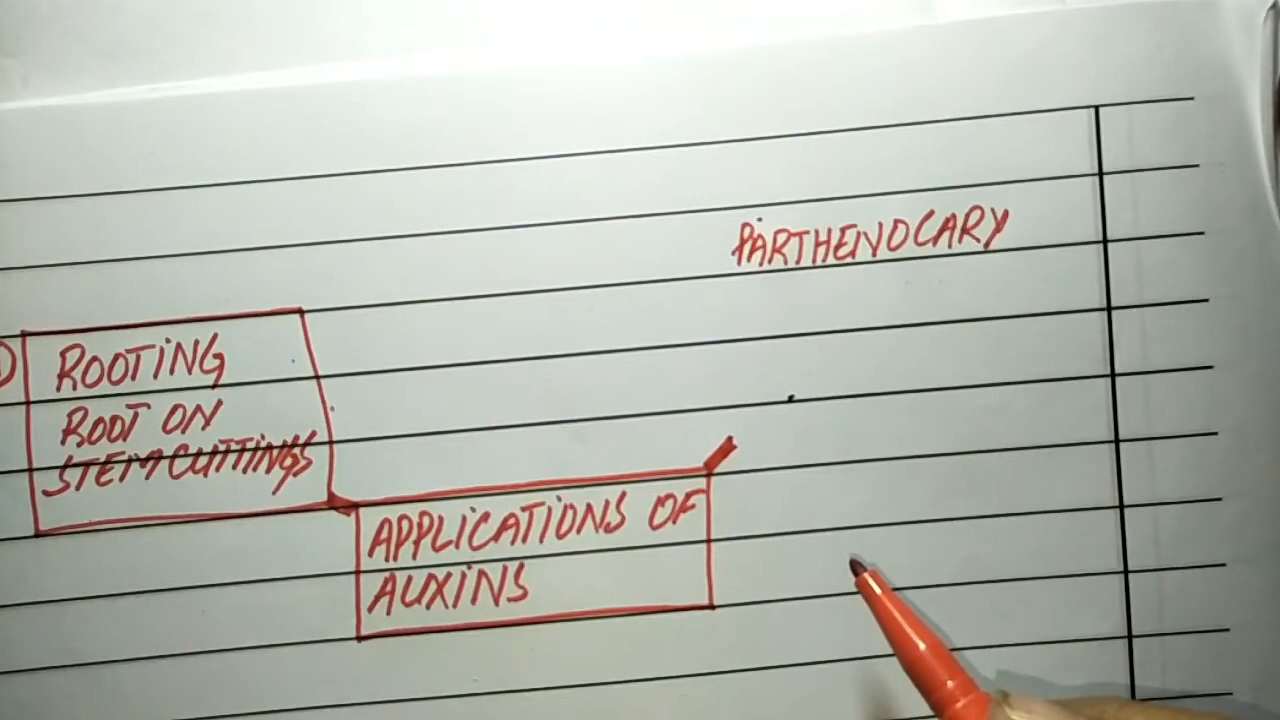 PARTHENOCARY
ROOTING
ROOT ON
STEM CUTTINGS
APPLICATIONS OF
AUXINS